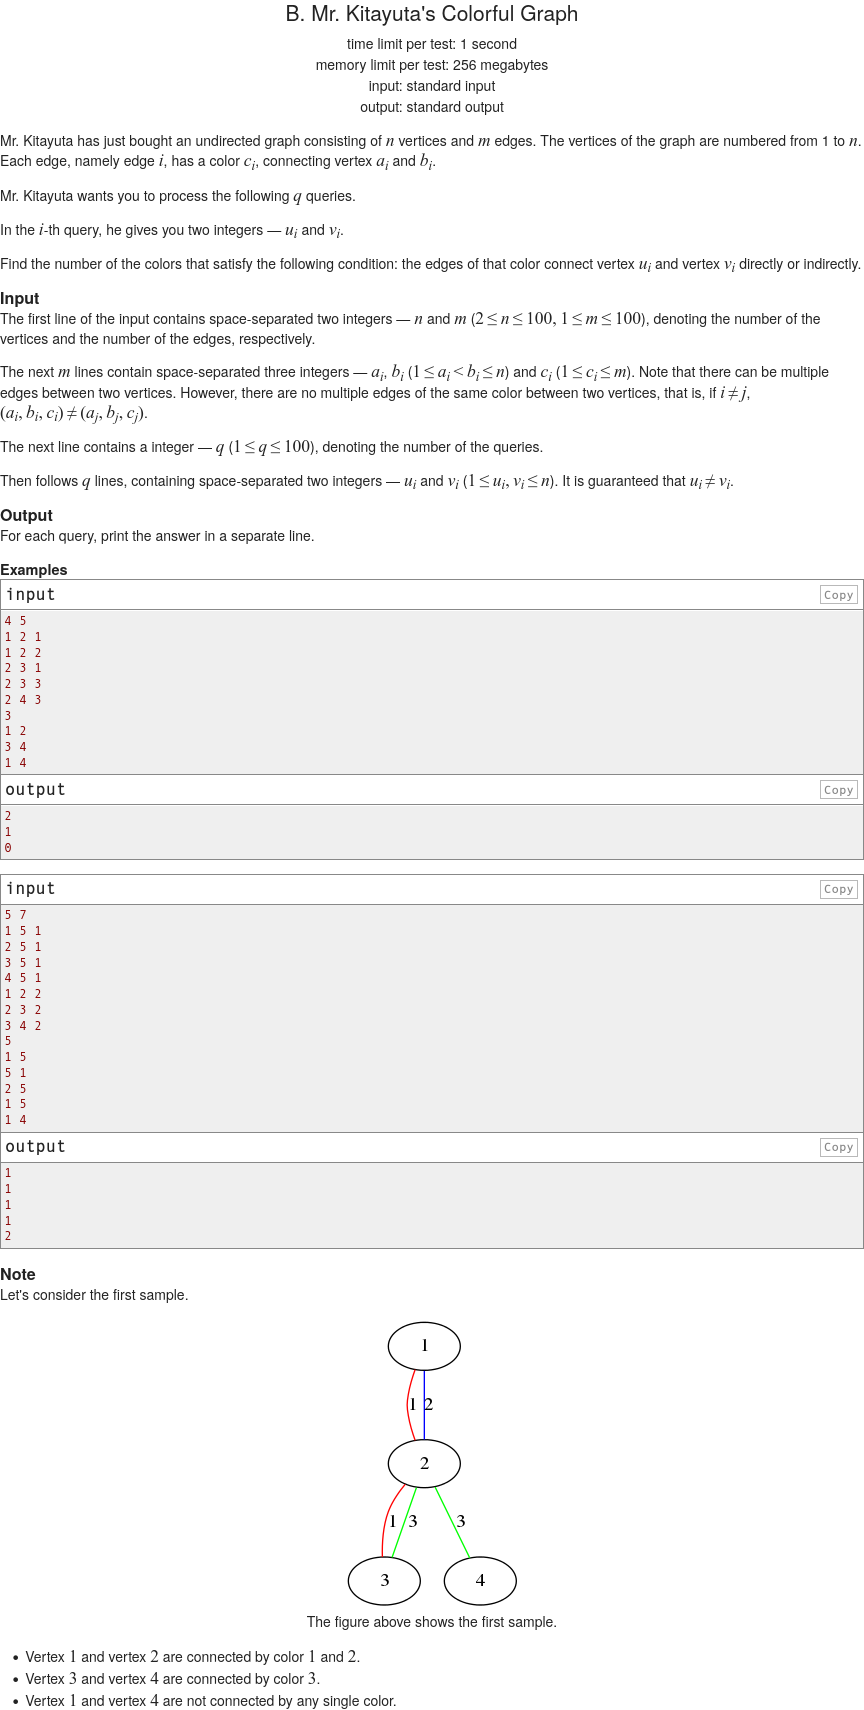 B. Mr. Kitayuta's Colorful Graph
time limit per test: 1 second
memory limit per test: 256 megabytes
input: standard input
output: standard output
Mr. Kitayuta has just bought an undirected graph consisting of n vertices and m edges. The vertices of the graph are numbered from 1 to n.
Each edge, namely edge i, has a color c_i, connecting vertex a_i and b_i.
Mr. Kitayuta wants you to process the following q queries.
In the i-th query, he gives you two integers — u_i and v_i.
Find the number of the colors that satisfy the following condition: the edges of that color connect vertex u_i and vertex v_i directly or indirectly.
Input
The first line of the input contains space-separated two integers — n and m (2 ≤ n ≤ 100, 1 ≤ m ≤ 100), denoting the number of the
vertices and the number of the edges, respectively.
The next m lines contain space-separated three integers — a_i, b_i (1 ≤ a_i < b_i ≤ n) and c_i (1 ≤ c_i ≤ m). Note that there can be multiple
edges between two vertices. However, there are no multiple edges of the same color between two vertices, that is, if i ≠ j,
(a_i, b_i, c_i) ≠ (a_j, b_j, c_j).
The next line contains a integer — q (1 ≤ q ≤ 100), denoting the number of the queries.
Then follows q lines, containing space-separated two integers — u_i and v_i (1 ≤ u_i, v_i ≤ n). It is guaranteed that u_i ≠ v_i.
Output
For each query, print the answer in a separate line.
Examples
input Copy
4 5
1 2 1
1 2 2
2 3 1
2 3 3
2 4 3
3
1 2
3 4
1 4
output Copy
2
1
0
input Copy
5 7
1 5 1
2 5 1
3 5 1
4 5 1
1 2 2
2 3 2
3 4 2
5
1 5
5 1
2 5
1 5
1 4
output Copy
1
1
1
1
2
Note
Let's consider the first sample.
1
1 2
2
1 3 3
3 4
The figure above shows the first sample.
• Vertex 1 and vertex 2 are connected by color 1 and 2.
• Vertex 3 and vertex 4 are connected by color 3.
• Vertex 1 and vertex 4 are not connected by any single color.